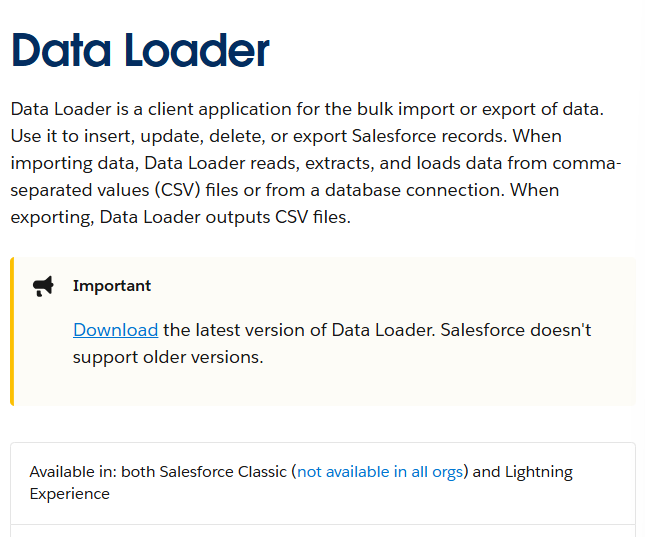 Data Loader
Data Loader is a client application for the bulk import or export of data.
Use it to insert, update, delete, or export Salesforce records. When
importing data, Data Loader reads, extracts, and loads data from comma-
separated values (CSV) files or from a database connection. When
exporting, Data Loader outputs CSV files.
Important
Download the latest version of Data Loader. Salesforce doesn't
support older versions.
Available in: both Salesforce Classic (not available in all orgs) and Lightning
Experience